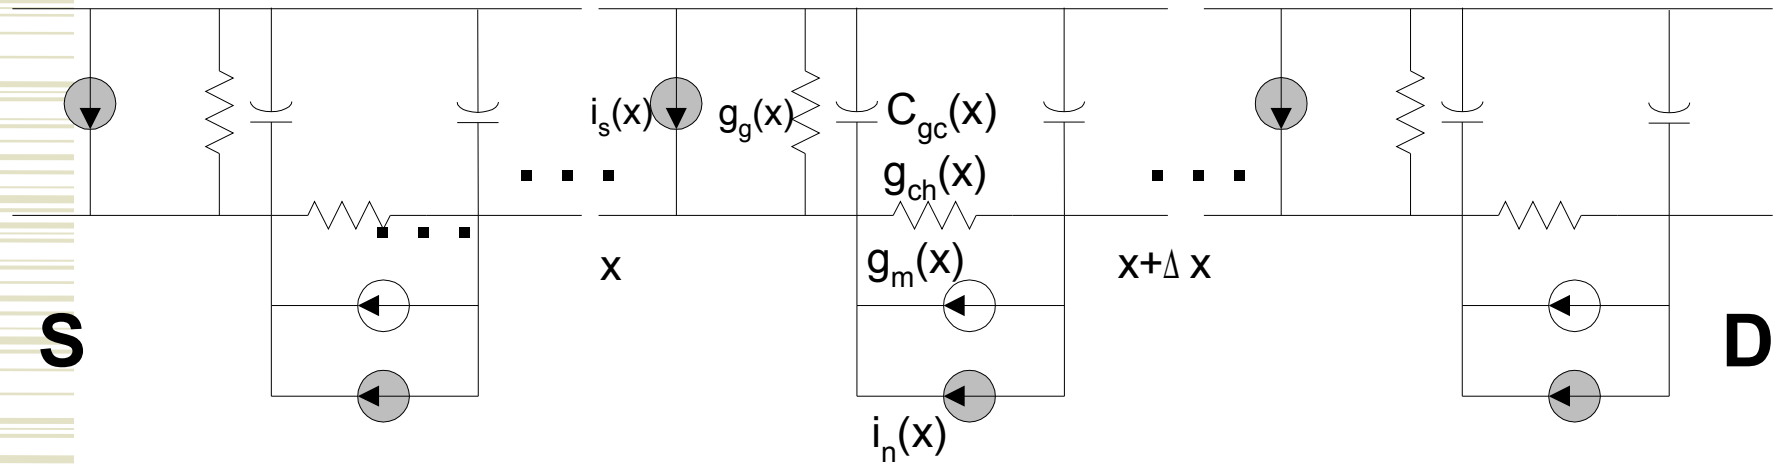 i_s(x) g_g(x) C_gc(x)
g_ch(x)
x g_m(x) x+Δ x
S D
i_n(x)